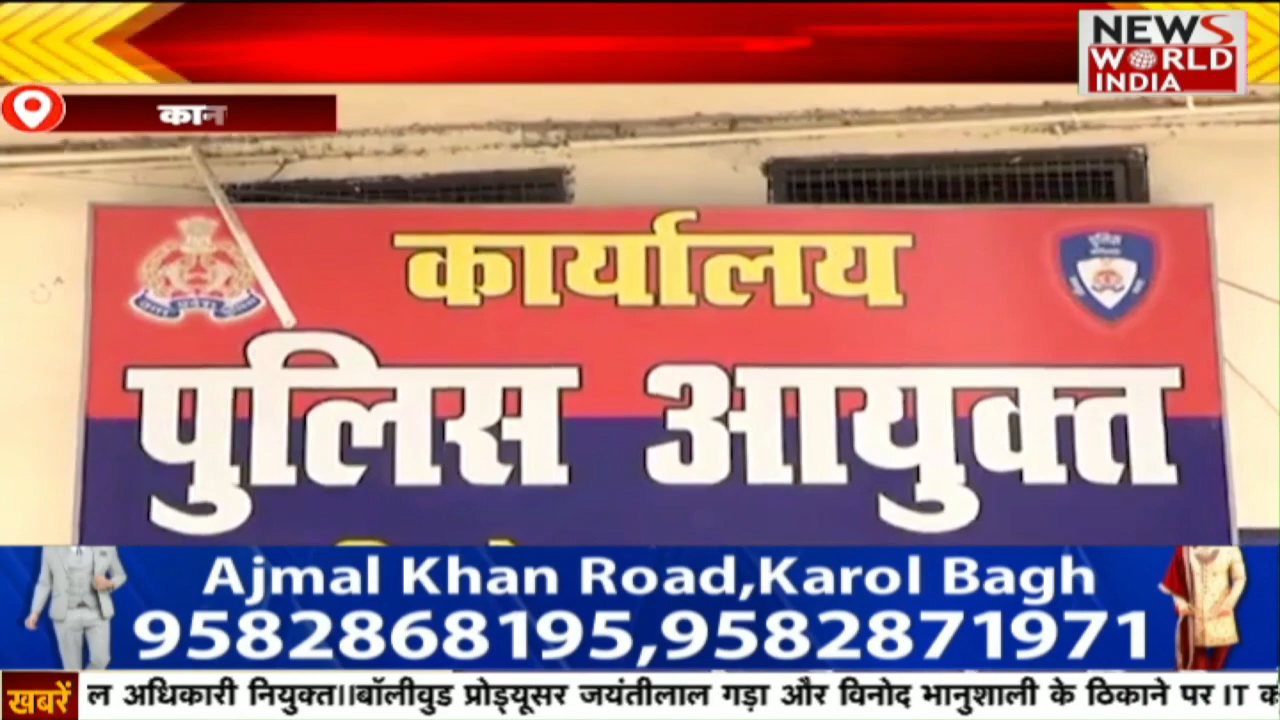 NEWS
WORLD
INDIA
कान
कार्यालय
पुलिस आयुक्त
Ajmal Khan Road,Karol Bagh
9582868195,9582871971
खबरें
ल अधिकारी नियुक्त।।बॉलीवुड प्रोड्यूसर जयंतीलाल गड़ा और विनोद भानुशाली के ठिकाने पर IT क